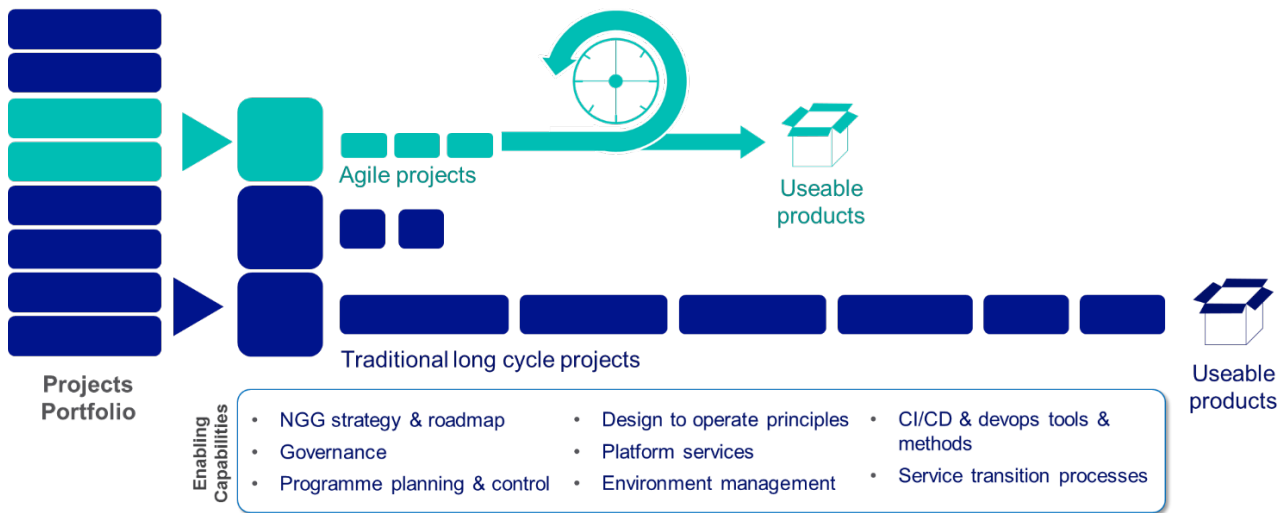 Agile projects
Useable
products
Traditional long cycle projects
Useable
products
Projects
Portfolio
Enabling
Capabilities
• NGG strategy & roadmap
• Governance
• Programme planning & control
• Design to operate principles
• Platform services
• Environment management
• CI/CD & devops tools &
methods
• Service transition processes